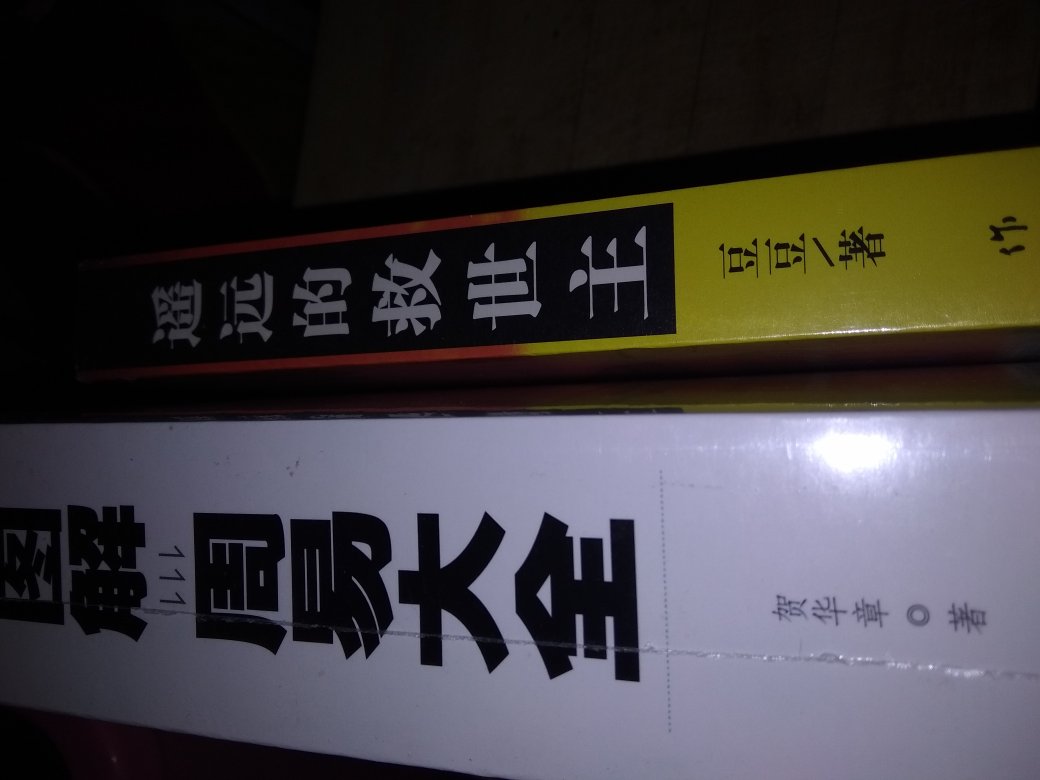 遥远的救世主
豆豆/著
作
图解
周易大全
贺华章◎著